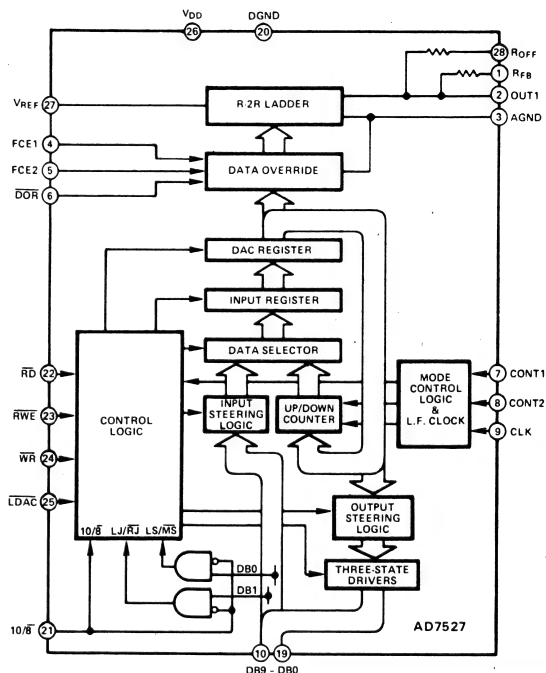 VDD DGND
26 20
28 ROFF
1 RFB
VREF 27 R-2R LADDER 2 OUT1
3 AGND
FCE1 4
FCE2 5 DATA OVERRIDE
DOR 6
DAC REGISTER
INPUT REGISTER
DATA SELECTOR
RD 22
RWE 23
WR 24
LDAC 25
CONTROL
LOGIC
INPUT
STEERING
LOGIC
UP/DOWN
COUNTER
MODE
CONTROL
LOGIC
&
L.F. CLOCK
7 CONT1
8 CONT2
9 CLK
OUTPUT
STEERING
LOGIC
10/8 LJ/RJ LS/MS
THREE-STATE
DRIVERS
DB0
DB1
10/8 21
AD7527
10 19
DB9 - DB0